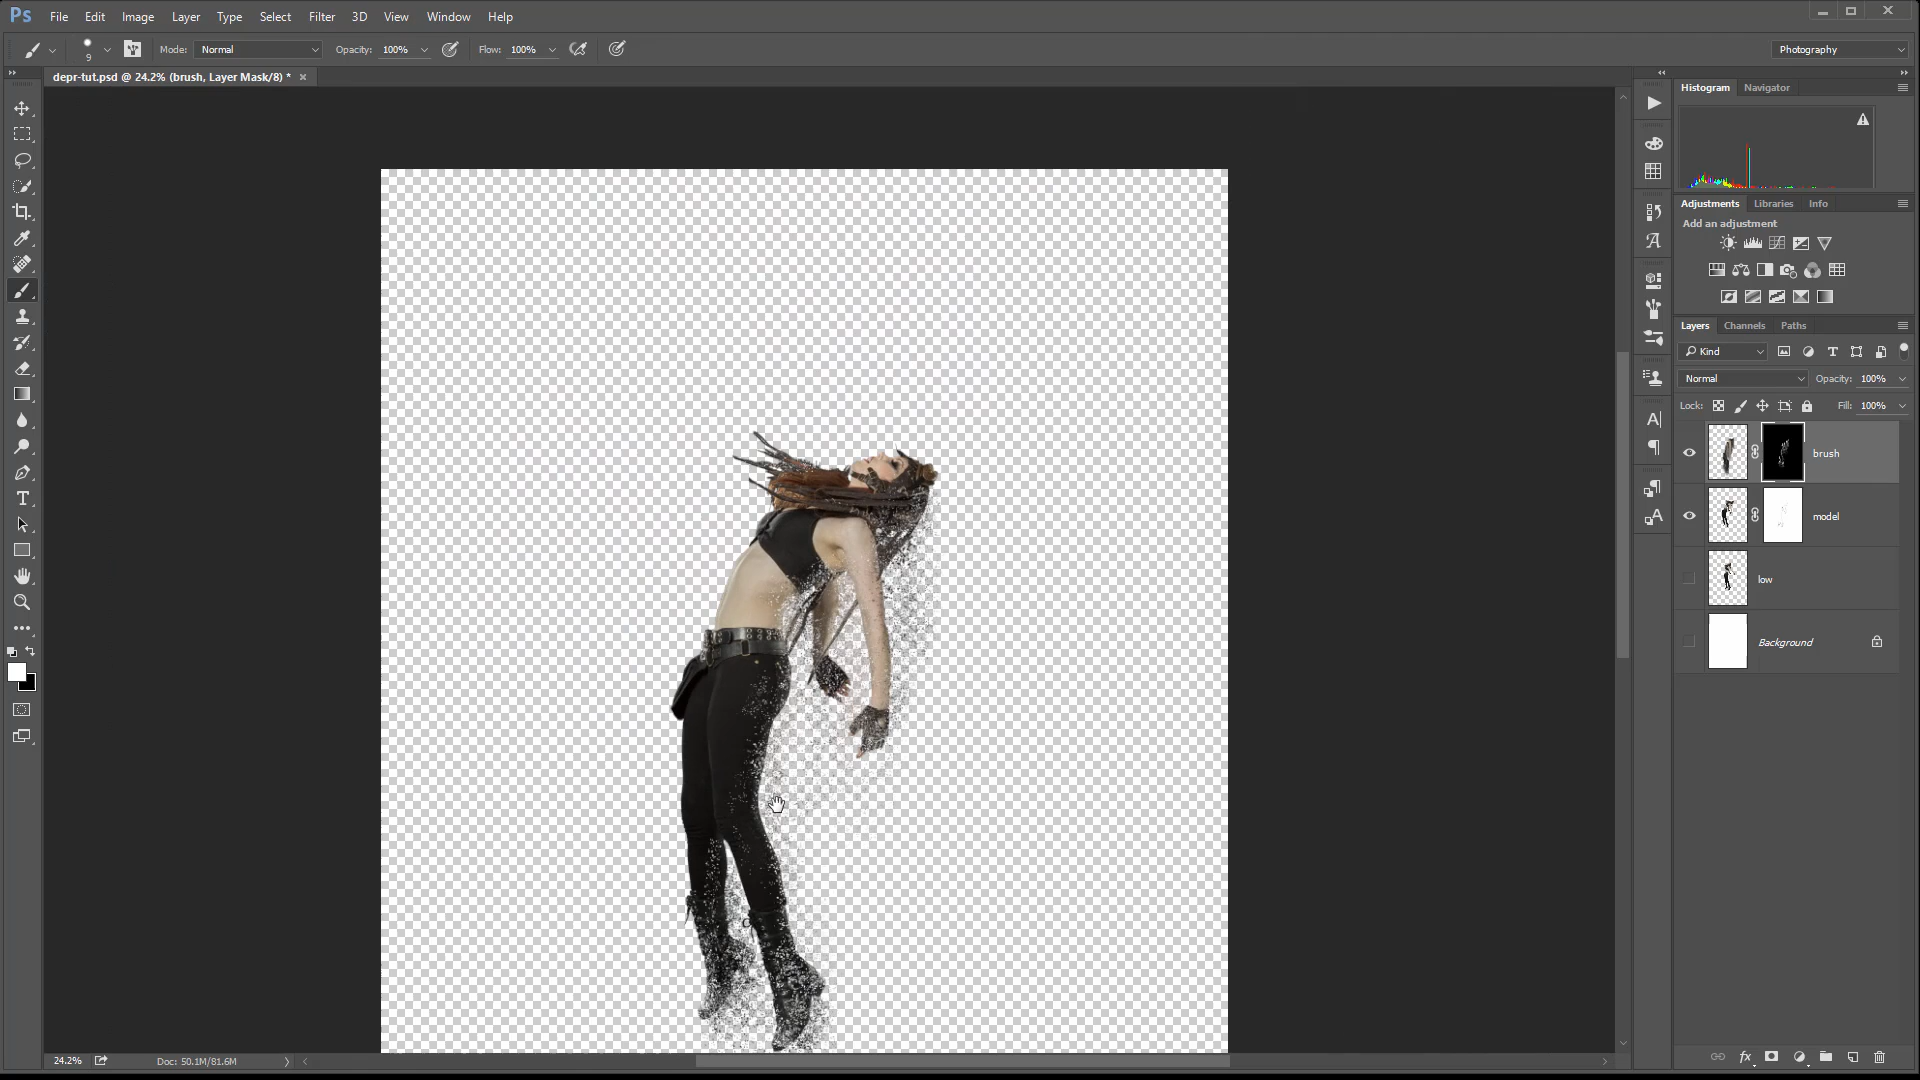 Ps File Edit Image Layer Type Select Filter 3D View Window Help
9 Mode: Normal Opacity: 100% Flow: 100% Photography
depr-tut.psd @ 24.2% (brush, Layer Mask/8) *
Histogram Navigator
Adjustments Libraries Info
Add an adjustment
Layers Channels Paths
Kind
Normal Opacity: 100%
Lock: Fill: 100%
brush
model
low
Background
24.2% Doc: 50.1M/81.6M
fx